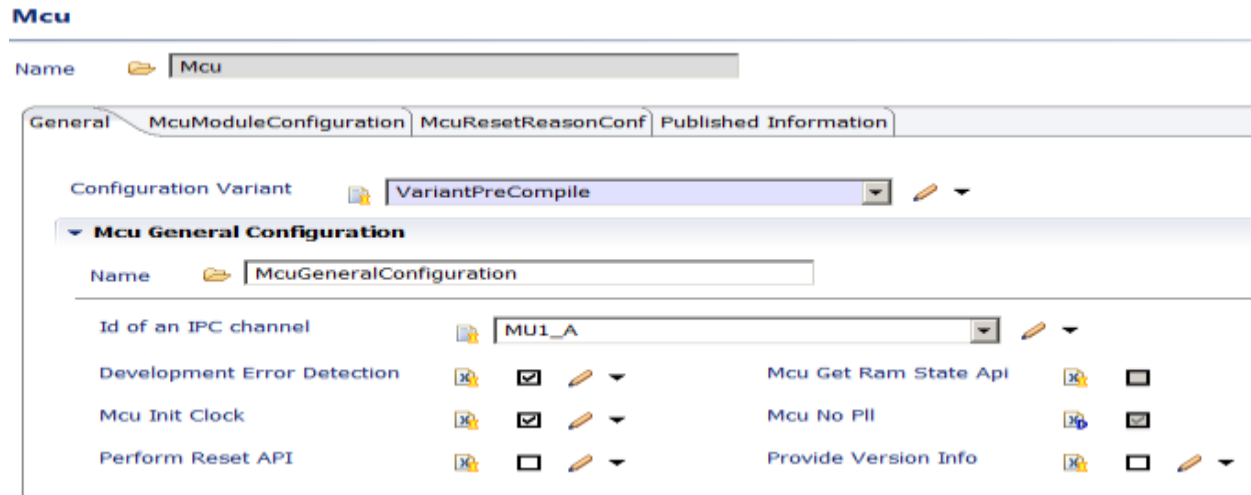 Mcu
Name Mcu
General McuModuleConfiguration McuResetReasonConf Published Information
Configuration Variant VariantPreCompile
Mcu General Configuration
Name McuGeneralConfiguration
Id of an IPC channel MU1_A
Development Error Detection Mcu Get Ram State Api
Mcu Init Clock Mcu No Pll
Perform Reset API Provide Version Info